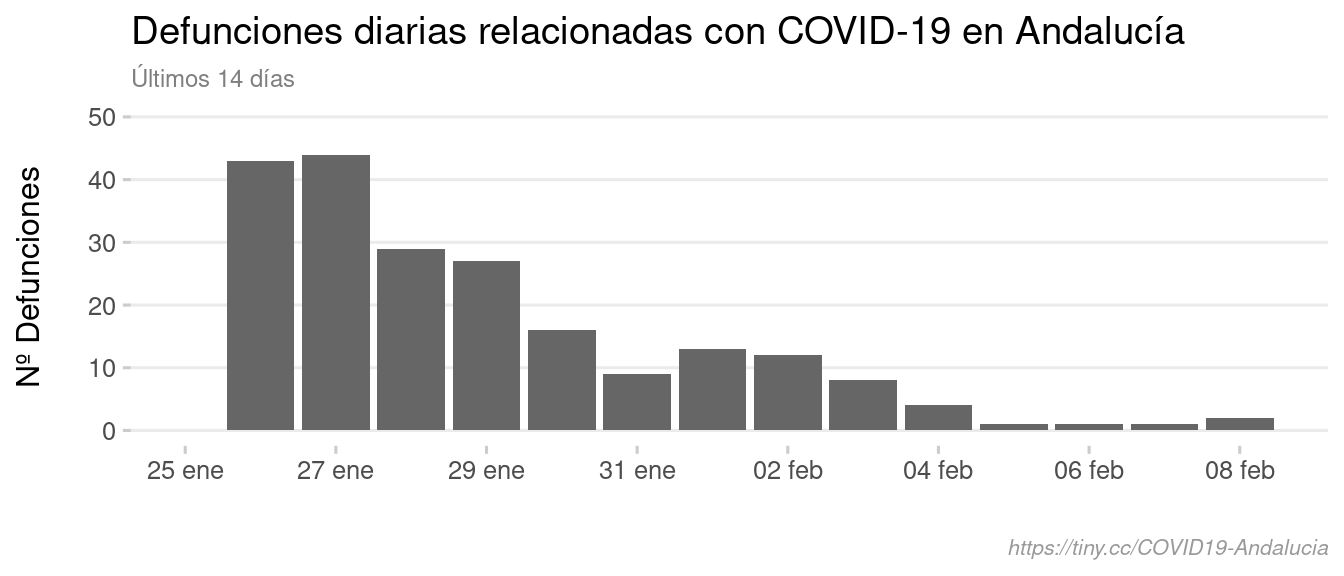 Defunciones diarias relacionadas con COVID-19 en Andalucía
Últimos 14 días
Nº Defunciones
50
40
30
20
10
0
25 ene 27 ene 29 ene 31 ene 02 feb 04 feb 06 feb 08 feb
https://tiny.cc/COVID19-Andalucia